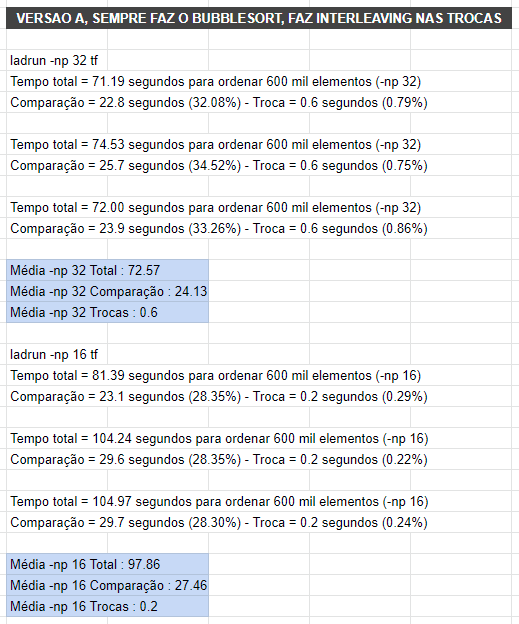 VERSAO A, SEMPRE FAZ O BUBBLESORT, FAZ INTERLEAVING NAS TROCAS
ladrun -np 32 tf
Tempo total = 71.19 segundos para ordenar 600 mil elementos (-np 32)
Comparação = 22.8 segundos (32.08%) - Troca = 0.6 segundos (0.79%)
Tempo total = 74.53 segundos para ordenar 600 mil elementos (-np 32)
Comparação = 25.7 segundos (34.52%) - Troca = 0.6 segundos (0.75%)
Tempo total = 72.00 segundos para ordenar 600 mil elementos (-np 32)
Comparação = 23.9 segundos (33.26%) - Troca = 0.6 segundos (0.86%)
Média -np 32 Total : 72.57
Média -np 32 Comparação : 24.13
Média -np 32 Trocas : 0.6
ladrun -np 16 tf
Tempo total = 81.39 segundos para ordenar 600 mil elementos (-np 16)
Comparação = 23.1 segundos (28.35%) - Troca = 0.2 segundos (0.29%)
Tempo total = 104.24 segundos para ordenar 600 mil elementos (-np 16)
Comparação = 29.6 segundos (28.35%) - Troca = 0.2 segundos (0.22%)
Tempo total = 104.97 segundos para ordenar 600 mil elementos (-np 16)
Comparação = 29.7 segundos (28.30%) - Troca = 0.2 segundos (0.24%)
Média -np 16 Total : 97.86
Média -np 16 Comparação : 27.46
Média -np 16 Trocas : 0.2